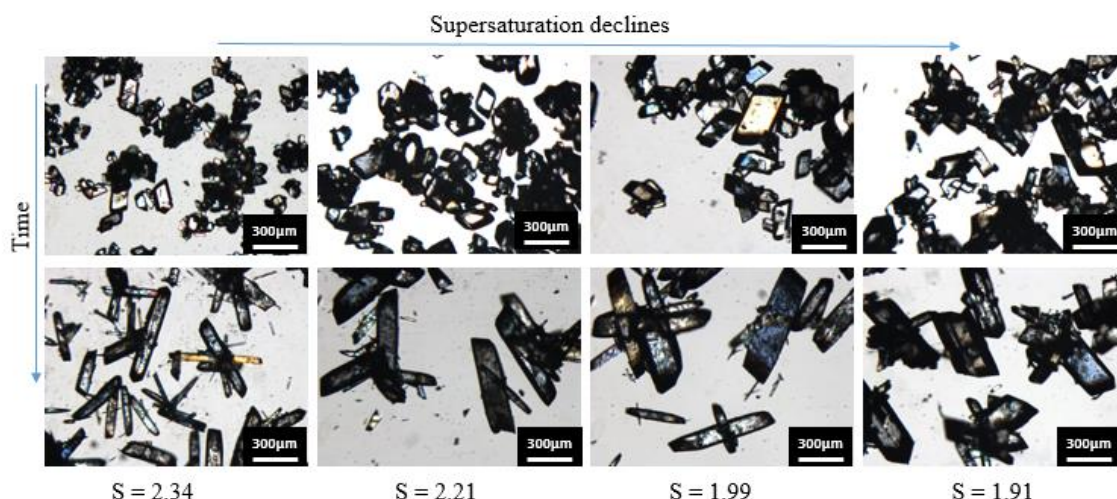 Supersaturation declines
Time
300μm
300μm
300μm
300μm
300μm
300μm
300μm
300μm
S = 2.34
S = 2.21
S = 1.99
S = 1.91